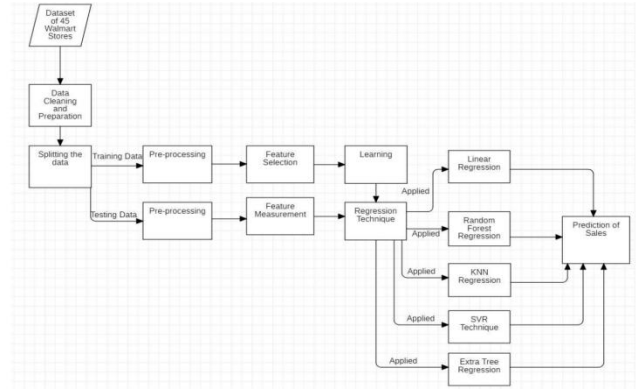 Dataset
of 45
Walmart
Stores
Data
Cleaning
and
Preparation
Splitting the
data
Training Data
Pre-processing
Feature
Selection
Learning
Testing Data
Pre-processing
Feature
Measurement
Regression
Technique
Applied
Linear
Regression
Applied
Random
Forest
Regression
Applied
KNN
Regression
Applied
SVR
Technique
Applied
Extra Tree
Regression
Prediction of
Sales